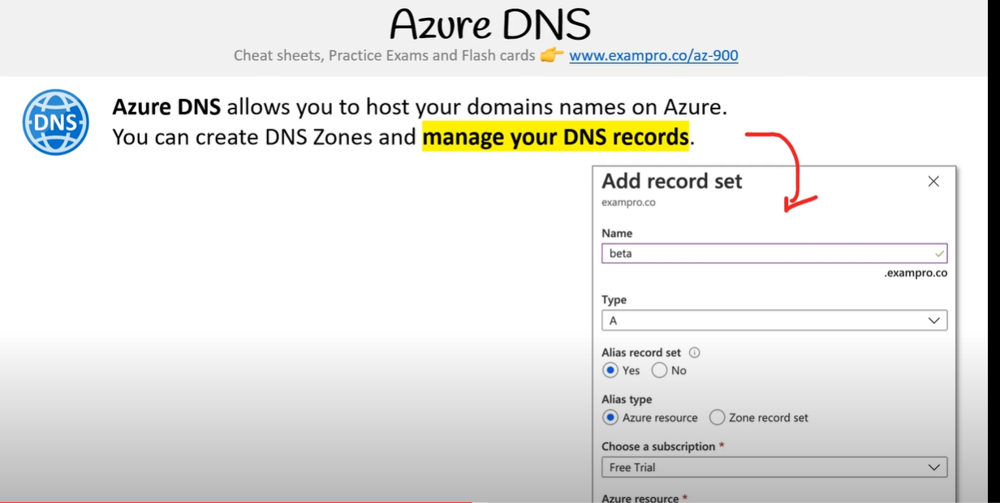 Azure DNS
Cheat sheets, Practice Exams and Flash cards 👉 www.exampro.co/az-900
DNS
Azure DNS allows you to host your domains names on Azure.
You can create DNS Zones and manage your DNS records.
Add record set
exampro.co
Name
beta
.exampro.co
Type
A
Alias record set
Yes No
Alias type
Azure resource Zone record set
Choose a subscription *
Free Trial
Azure resource *